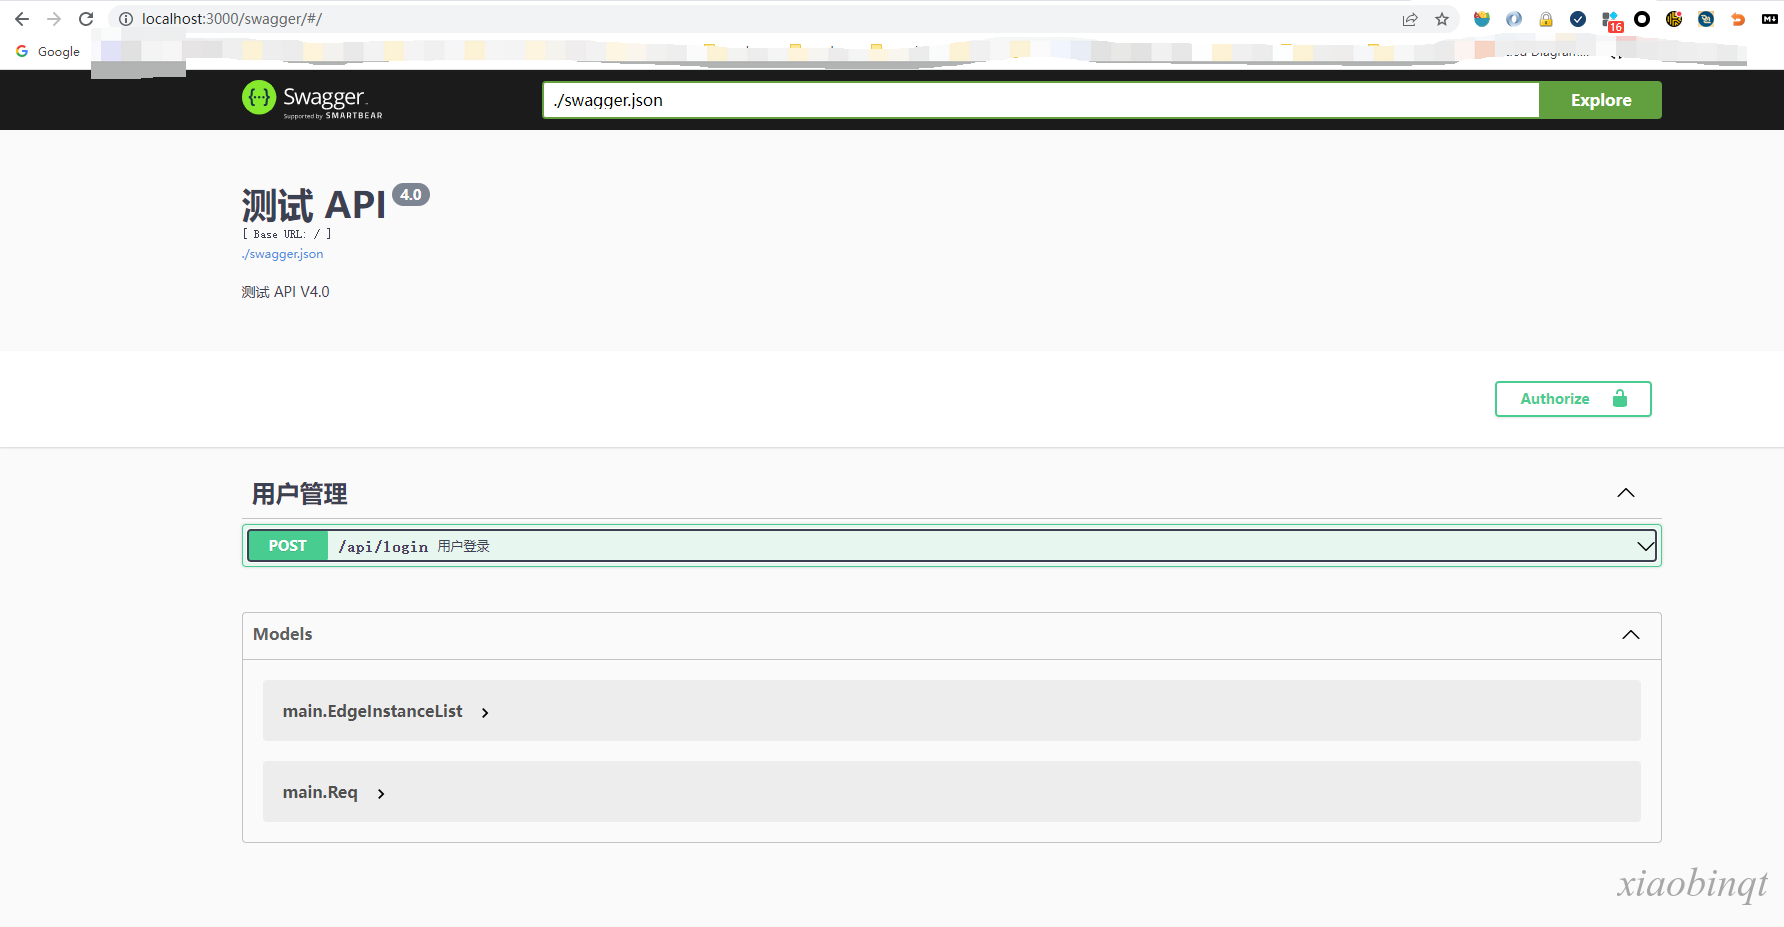 localhost:3000/swagger/#/
16
Google
Swagger
Supported by SMARTBEAR
./swagger.json
Explore
测试 API 4.0
[ Base URL: / ]
./swagger.json
测试 API V4.0
Authorize
用户管理
POST /api/login 用户登录
Models
main.EdgeInstanceList
main.Req
xiaobinqt